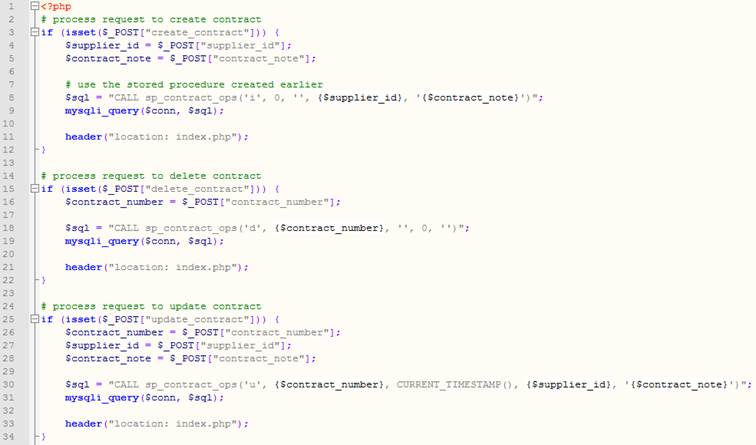 1 <?php
2 # process request to create contract
3 if (isset($_POST["create_contract"])) {
4 $supplier_id = $_POST["supplier_id"];
5 $contract_note = $_POST["contract_note"];
6
7 # use the stored procedure created earlier
8 $sql = "CALL sp_contract_ops('i', 0, '', {$supplier_id}, '{$contract_note}')";
9 mysqli_query($conn, $sql);
10
11 header("location: index.php");
12 }
13
14 # process request to delete contract
15 if (isset($_POST["delete_contract"])) {
16 $contract_number = $_POST["contract_number"];
17
18 $sql = "CALL sp_contract_ops('d', {$contract_number}, '', 0, '')";
19 mysqli_query($conn, $sql);
20
21 header("location: index.php");
22 }
23
24 # process request to update contract
25 if (isset($_POST["update_contract"])) {
26 $contract_number = $_POST["contract_number"];
27 $supplier_id = $_POST["supplier_id"];
28 $contract_note = $_POST["contract_note"];
29
30 $sql = "CALL sp_contract_ops('u', {$contract_number}, CURRENT_TIMESTAMP(), {$supplier_id}, '{$contract_note}')";
31 mysqli_query($conn, $sql);
32
33 header("location: index.php");
34 }